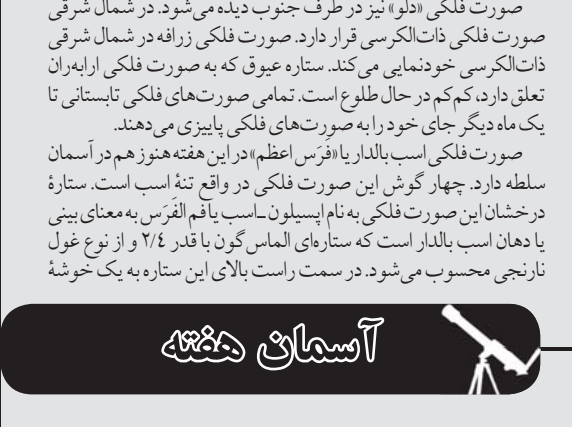 صورت فلکی «دلو» نیز در طرف جنوب دیده می‌شود. در شمال شرقی
صورت فلکی ذات‌الکرسی قرار دارد. صورت فلکی زرافه در شمال شرقی
ذات‌الکرسی خودنمایی می‌کند. ستاره عیوق که به صورت فلکی ارابه‌ران
تعلق دارد، کم‌کم در حال طلوع است. تمامی صورت‌های فلکی تابستانی تا
یک ماه دیگر جای خود را به صورت‌های فلکی پاییزی می‌دهند.
صورت فلکی اسب بالدار یا «فَرَس اعظم» در این هفته هنوز هم در آسمان
سلطه دارد. چهار گوش این صورت فلکی در واقع تنهٔ اسب است. ستارهٔ
درخشان این صورت فلکی به نام اپسیلون ـ اسب یا فم الفَرَس به معنای بینی
یا دهان اسب بالدار است که ستاره‌ای الماس‌گون با قدر ۲/٤ و از نوع غول
نارنجی محسوب می‌شود. در سمت راست بالای این ستاره به یک خوشهٔ
آسمان هفته